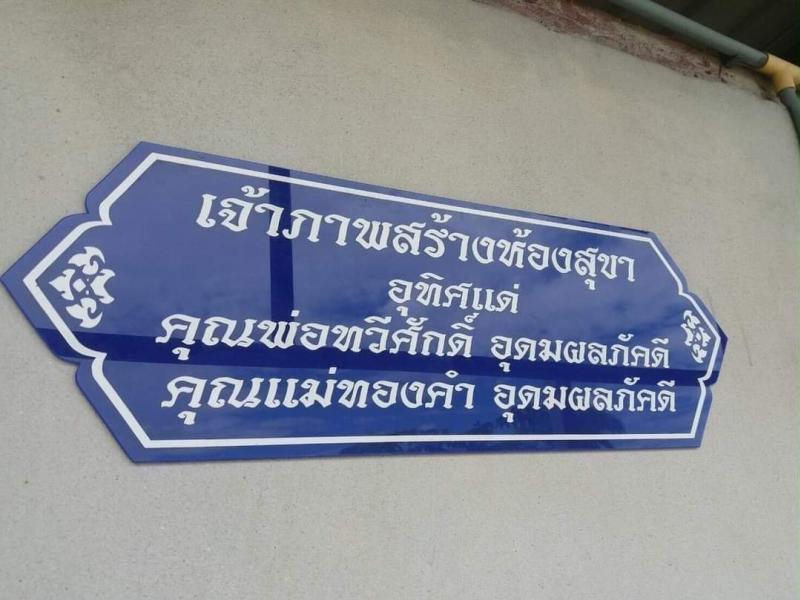 เจ้าภาพสร้างห้องสุขา
อุทิศแด่
คุณพ่อทวีศักดิ์ อุดมผลภักดี
คุณแม่ทองคำ อุดมผลภักดี